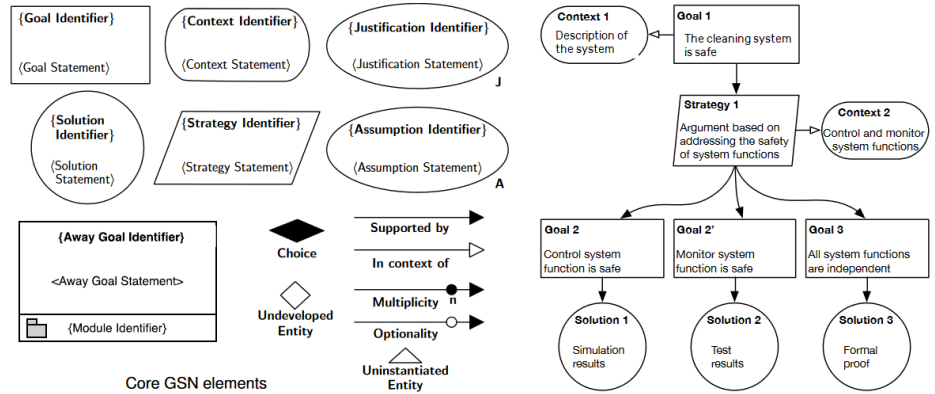 {Goal Identifier}
⟨Goal Statement⟩
{Context Identifier}
⟨Context Statement⟩
{Justification Identifier}
⟨Justification Statement⟩
J
{Solution
Identifier}
⟨Solution
Statement⟩
{Strategy Identifier}
⟨Strategy Statement⟩
{Assumption Identifier}
⟨Assumption Statement⟩
A
{Away Goal Identifier}
<Away Goal Statement>
{Module Identifier}
Choice
Undeveloped
Entity
Supported by
In context of
Multiplicity n
Optionality
Uninstantiated
Entity
Core GSN elements
Context 1
Description of
the system
Goal 1
The cleaning system
is safe
Strategy 1
Argument based on
addressing the safety
of system functions
Context 2
Control and monitor
system functions
Goal 2
Control system
function is safe
Goal 2'
Monitor system
function is safe
Goal 3
All system functions
are independent
Solution 1
Simulation
results
Solution 2
Test
results
Solution 3
Formal
proof